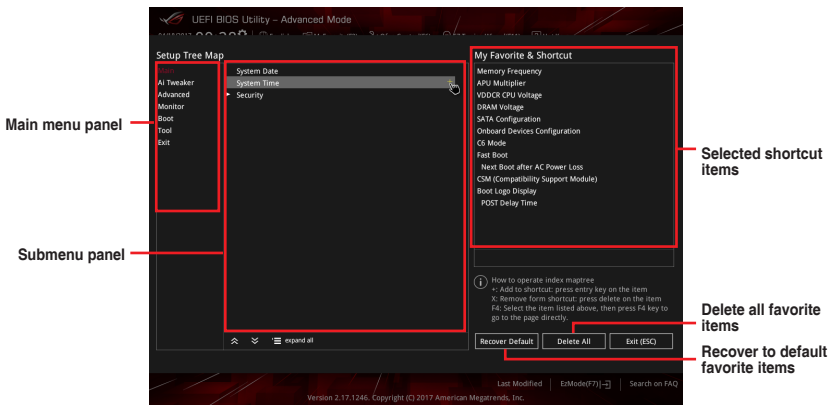 UEFI BIOS Utility – Advanced Mode
Setup Tree Map
My Favorite & Shortcut
Main
Ai Tweaker
Advanced
Monitor
Boot
Tool
Exit
System Date
System Time
Security
Memory Frequency
APU Multiplier
VDDCR CPU Voltage
DRAM Voltage
SATA Configuration
Onboard Devices Configuration
C6 Mode
Fast Boot
Next Boot after AC Power Loss
CSM (Compatibility Support Module)
Boot Logo Display
POST Delay Time
Main menu panel
Submenu panel
Selected shortcut
items
How to operate index maptree
+: Add to shortcut: press entry key on the item
X: Remove form shortcut: press delete on the item
F4: Select the item listed above, then press F4 key to
go to the page directly.
Delete all favorite
items
expand all
Recover Default
Delete All
Exit (ESC)
Recover to default
favorite items
Last Modified
EzMode(F7)
Search on FAQ
Version 2.17.1246. Copyright (C) 2017 American Megatrends, Inc.